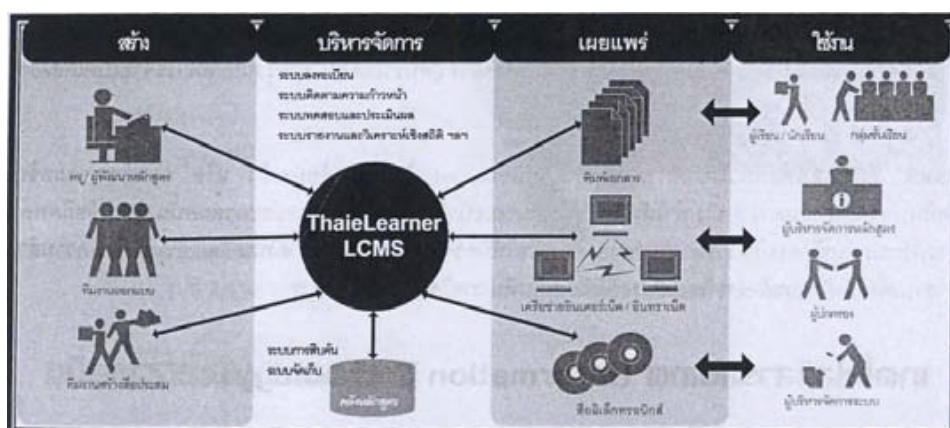 สร้าง
บริหารจัดการ
เผยแพร่
ใช้งาน
ระบบลงทะเบียน
ระบบติดตามความก้าวหน้า
ระบบทดสอบและประเมินผล
ระบบรายงานและวิเคราะห์เชิงสถิติ ฯลฯ
ครู / ผู้พัฒนาหลักสูตร
ทีมงานออกแบบ
ทีมงานสร้างสื่อประสม
ThaieLearner
LCMS
ระบบการสืบค้น
ระบบจัดเก็บ
คลังหลักสูตร
พิมพ์เอกสาร
เครือข่ายอินเตอร์เน็ต / อินทราเน็ต
สื่ออิเล็กทรอนิกส์
ผู้เรียน / นักเรียน
กลุ่มชั้นเรียน
ผู้บริหารจัดการหลักสูตร
ผู้ปกครอง
ผู้บริหารจัดการระบบ